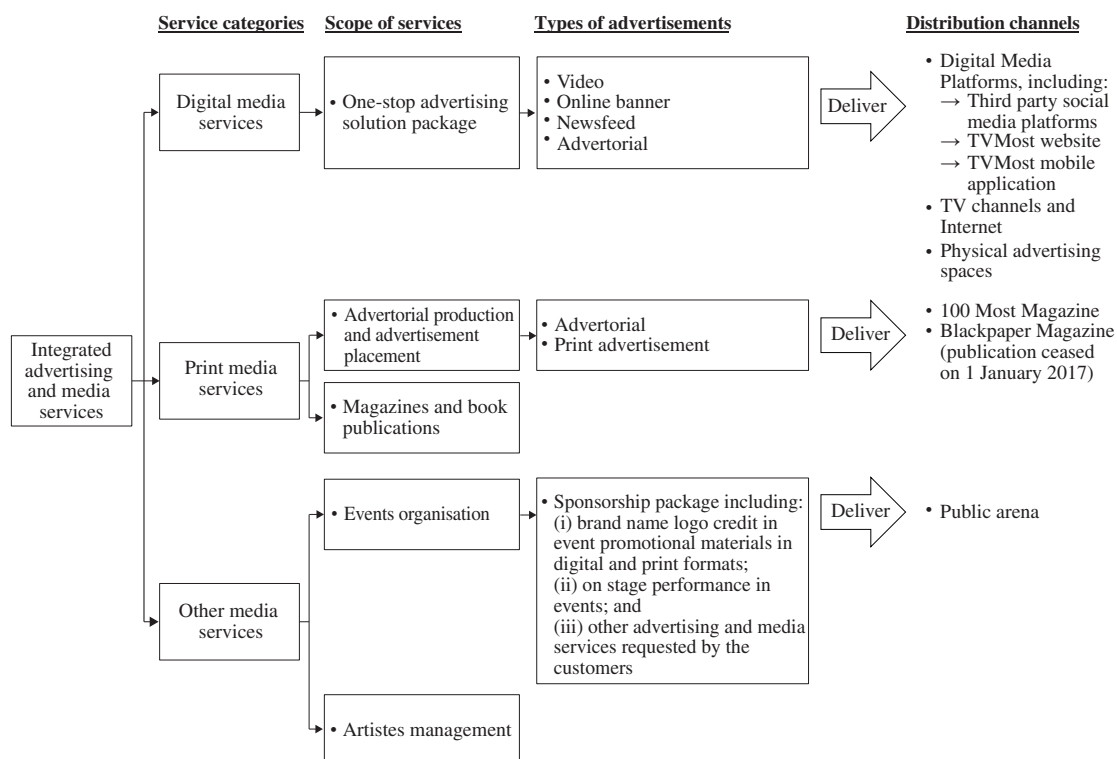 Service categories
Scope of services
Types of advertisements
Distribution channels
Integrated
advertising
and media
services
Digital media
services
• One-stop advertising
solution package
• Video
• Online banner
• Newsfeed
• Advertorial
Deliver
• Digital Media
Platforms, including:
→ Third party social
media platforms
→ TVMost website
→ TVMost mobile
application
• TV channels and
Internet
• Physical advertising
spaces
Print media
services
• Advertorial production
and advertisement
placement
• Advertorial
• Print advertisement
Deliver
• 100 Most Magazine
• Blackpaper Magazine
(publication ceased
on 1 January 2017)
• Magazines and book
publications
Other media
services
• Events organisation
• Sponsorship package including:
(i) brand name logo credit in
event promotional materials in
digital and print formats;
(ii) on stage performance in
events; and
(iii) other advertising and media
services requested by the
customers
Deliver
• Public arena
• Artistes management